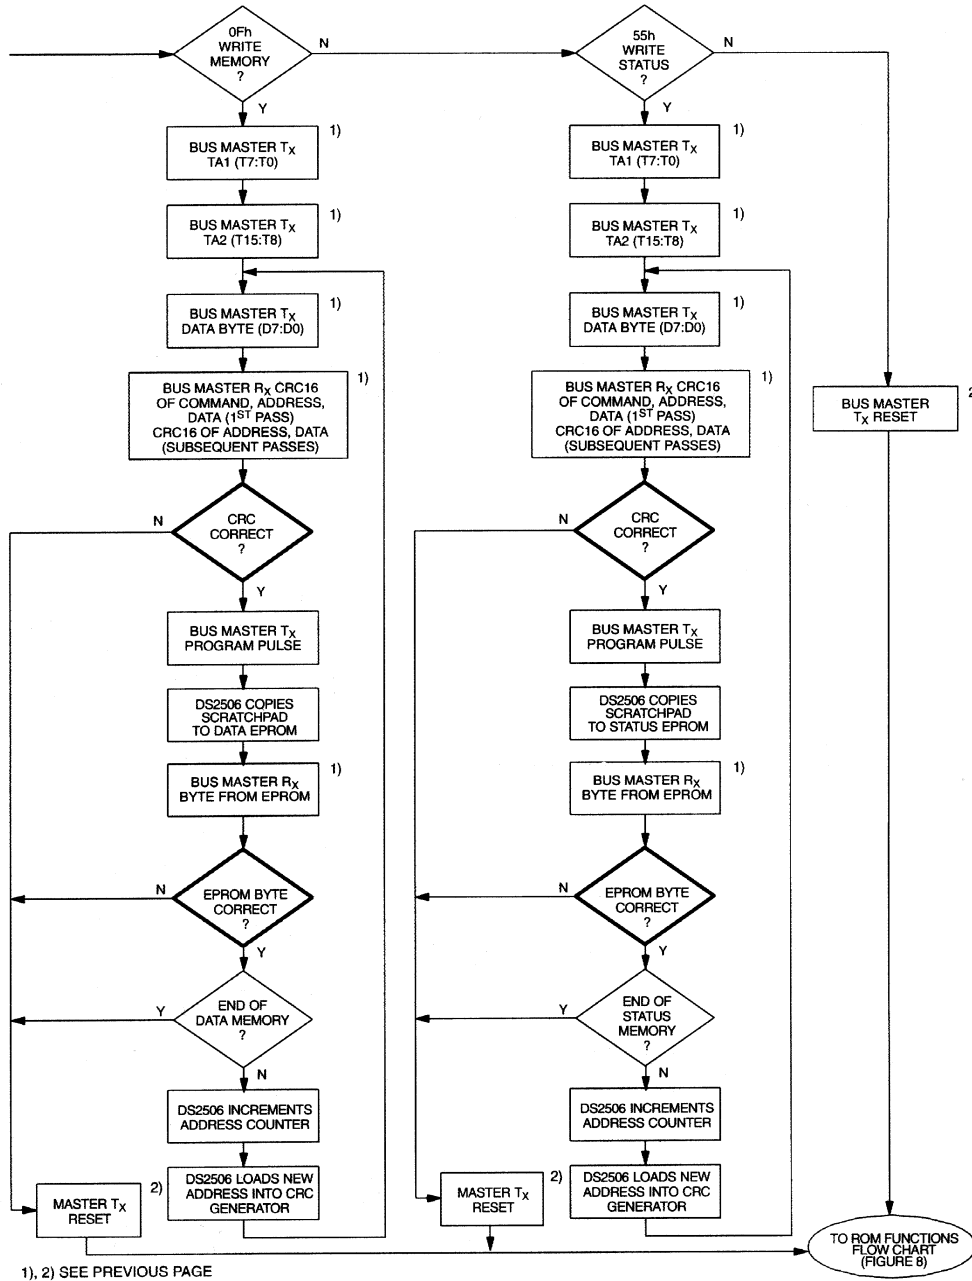 0Fh
WRITE
MEMORY
?
N
Y
1)
BUS MASTER TX
TA1 (T7:T0)
1)
BUS MASTER TX
TA2 (T15:T8)
1)
BUS MASTER TX
DATA BYTE (D7:D0)
1)
BUS MASTER RX CRC16
OF COMMAND, ADDRESS,
DATA (1ST PASS)
CRC16 OF ADDRESS, DATA
(SUBSEQUENT PASSES)
N
CRC
CORRECT
?
Y
BUS MASTER TX
PROGRAM PULSE
DS2506 COPIES
SCRATCHPAD
TO DATA EPROM
1)
BUS MASTER RX
BYTE FROM EPROM
N
EPROM BYTE
CORRECT
?
Y
Y
END OF
DATA MEMORY
?
N
DS2506 INCREMENTS
ADDRESS COUNTER
DS2506 LOADS NEW
ADDRESS INTO CRC
GENERATOR
2)
MASTER TX
RESET
55h
WRITE
STATUS
?
N
Y
1)
BUS MASTER TX
TA1 (T7:T0)
1)
BUS MASTER TX
TA2 (T15:T8)
1)
BUS MASTER TX
DATA BYTE (D7:D0)
1)
BUS MASTER RX CRC16
OF COMMAND, ADDRESS,
DATA (1ST PASS)
CRC16 OF ADDRESS, DATA
(SUBSEQUENT PASSES)
N
CRC
CORRECT
?
Y
BUS MASTER TX
PROGRAM PULSE
DS2506 COPIES
SCRATCHPAD
TO STATUS EPROM
1)
BUS MASTER RX
BYTE FROM EPROM
N
EPROM BYTE
CORRECT
?
Y
Y
END OF
STATUS
MEMORY
?
N
DS2506 INCREMENTS
ADDRESS COUNTER
DS2506 LOADS NEW
ADDRESS INTO CRC
GENERATOR
2)
MASTER TX
RESET
2
BUS MASTER
TX RESET
TO ROM FUNCTIONS
FLOW CHART
(FIGURE 8)
1), 2) SEE PREVIOUS PAGE